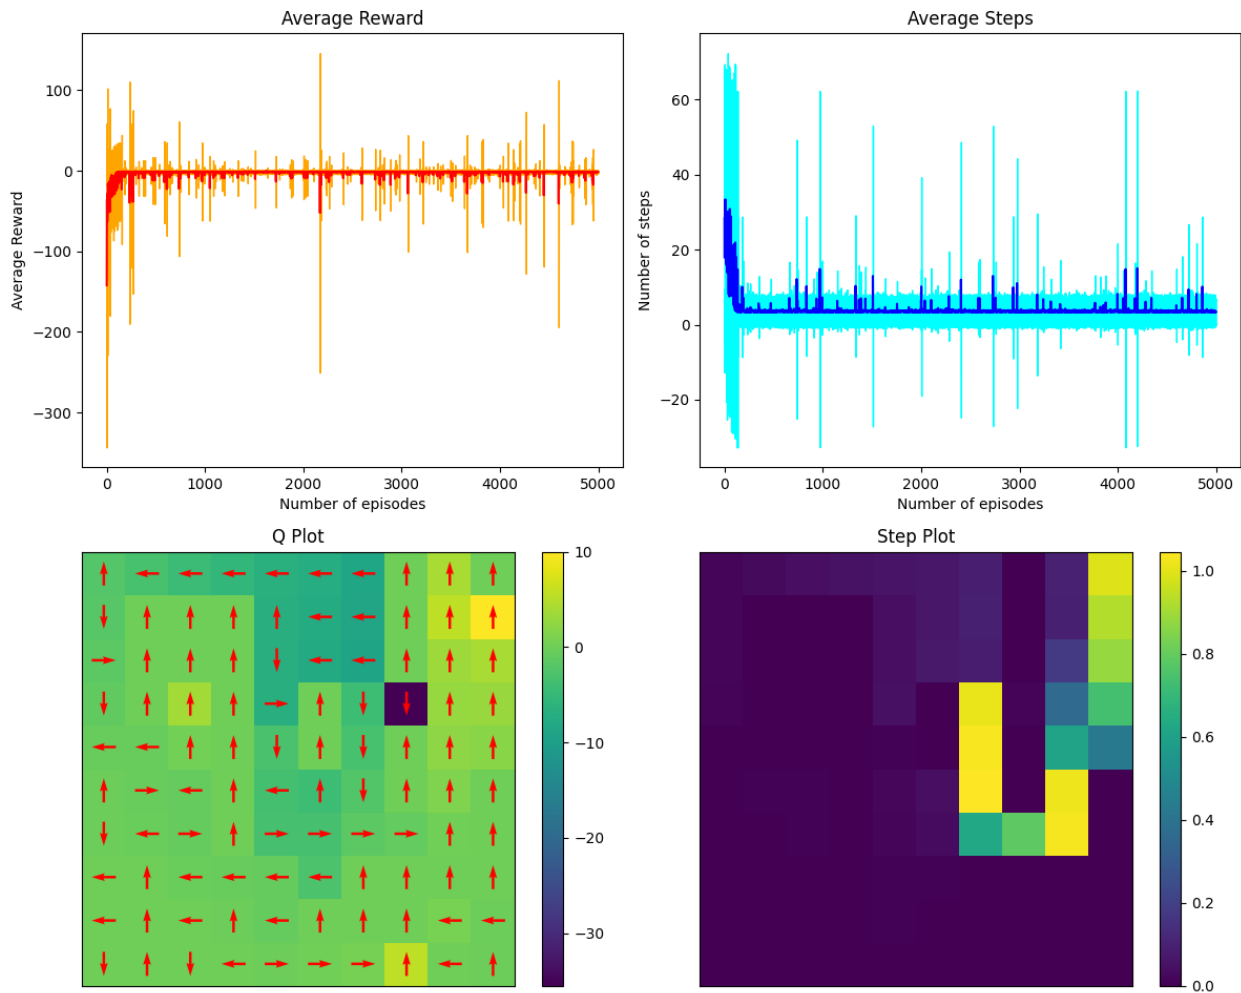 Average Reward
Average Reward
100
0
−100
−200
−300
0 1000 2000 3000 4000 5000
Number of episodes
Average Steps
Number of steps
60
40
20
0
−20
0 1000 2000 3000 4000 5000
Number of episodes
Q Plot
10
0
−10
−20
−30
Step Plot
1.0
0.8
0.6
0.4
0.2
0.0